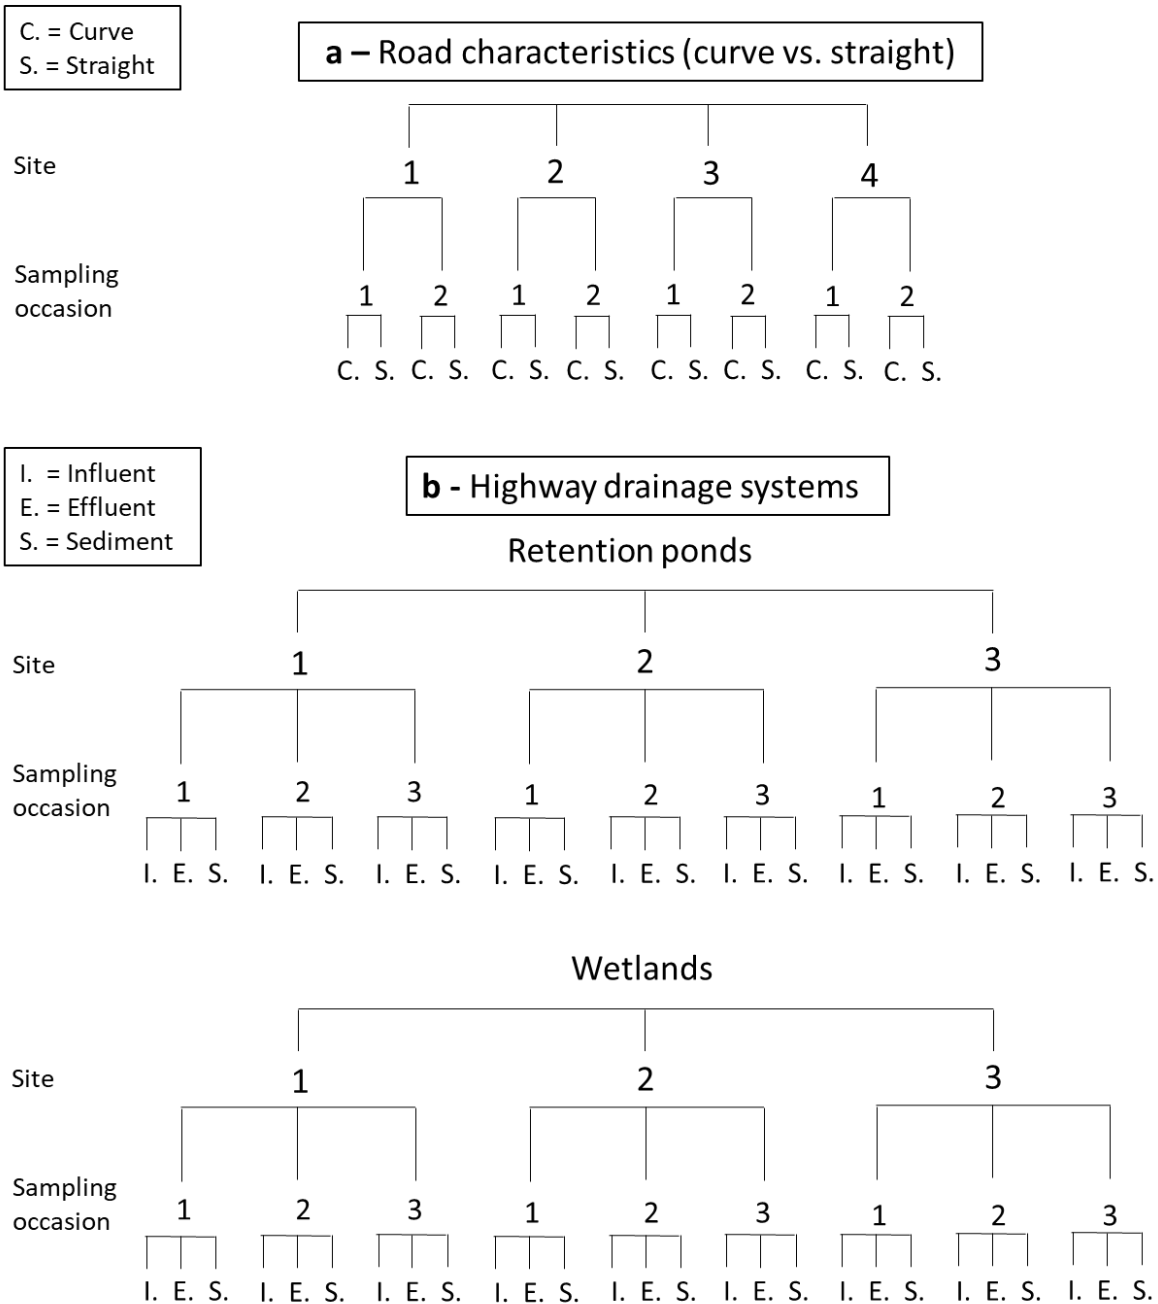 C. = Curve
S. = Straight
a – Road characteristics (curve vs. straight)
Site
1 2 3 4
Sampling
occasion
1 2 1 2 1 2 1 2
C. S. C. S. C. S. C. S. C. S. C. S. C. S. C. S.
I. = Influent
E. = Effluent
S. = Sediment
b - Highway drainage systems
Retention ponds
Site
1 2 3
Sampling
occasion
1 2 3 1 2 3 1 2 3
I. E. S. I. E. S. I. E. S. I. E. S. I. E. S. I. E. S. I. E. S. I. E. S. I. E. S.
Wetlands
Site
1 2 3
Sampling
occasion
1 2 3 1 2 3 1 2 3
I. E. S. I. E. S. I. E. S. I. E. S. I. E. S. I. E. S. I. E. S. I. E. S. I. E. S.